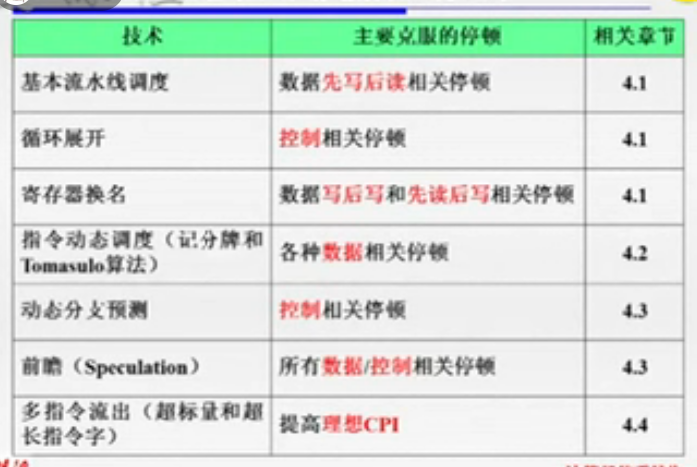 技术 主要克服的停顿 相关章节
基本流水线调度 数据先写后读相关停顿 4.1
循环展开 控制相关停顿 4.1
寄存器换名 数据写后写和先读后写相关停顿 4.1
指令动态调度（记分牌和
Tomasulo算法） 各种数据相关停顿 4.2
动态分支预测 控制相关停顿 4.3
前瞻（Speculation） 所有数据/控制相关停顿 4.3
多指令流出（超标量和超
长指令字） 提高理想CPI 4.4